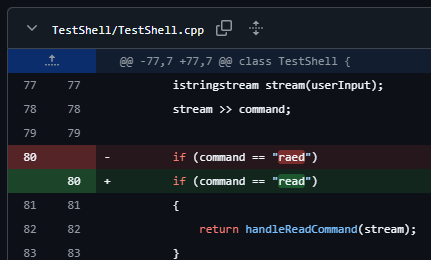 TestShell/TestShell.cpp
@@ -77,7 +77,7 @@ class TestShell {
77 77 istringstream stream(userInput);
78 78 stream >> command;
79 79
80 - if (command == "raed")
80 + if (command == "read")
81 81 {
82 82 return handleReadCommand(stream);
83 83 }